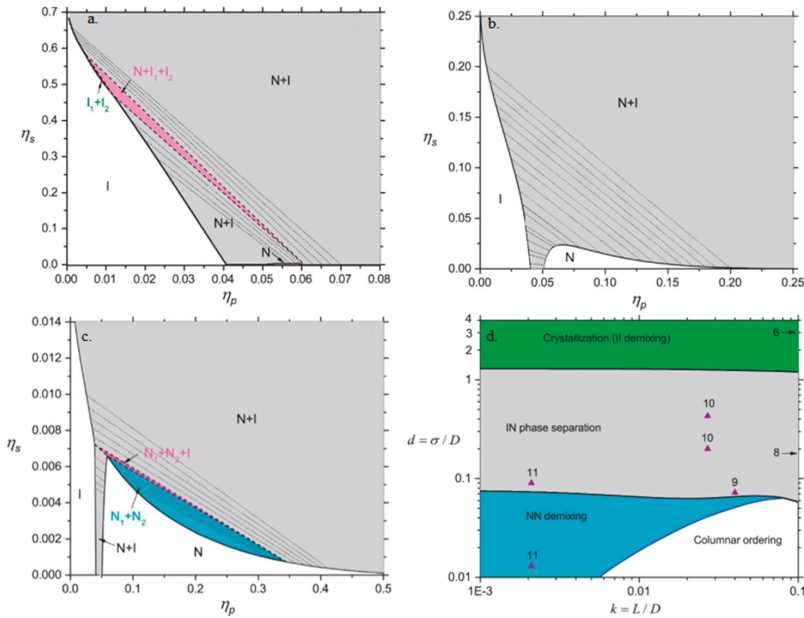 a.
0.7
0.6
0.5
0.4
0.3
0.2
0.1
0.0
ηs
N+I1+I2
I1+I2
N+I
I
N+I
N
0.00 0.01 0.02 0.03 0.04 0.05 0.06 0.07 0.08
ηp
b.
0.25
0.20
0.15
0.10
0.05
0.00
ηs
N+I
I
N
0.00 0.05 0.10 0.15 0.20 0.25
ηp
c.
0.014
0.012
0.010
0.008
0.006
0.004
0.002
0.000
ηs
N+I
N1+N2+I
I
N1+N2
N+I
N
0.0 0.1 0.2 0.3 0.4 0.5
ηp
d.
4
3
2
1
0.1
0.01
d = σ / D
Crystallization (II demixing)
6
10
IN phase separation
10
8
11
9
NN demixing
Columnar ordering
11
1E-3 0.01 0.1
k = L / D